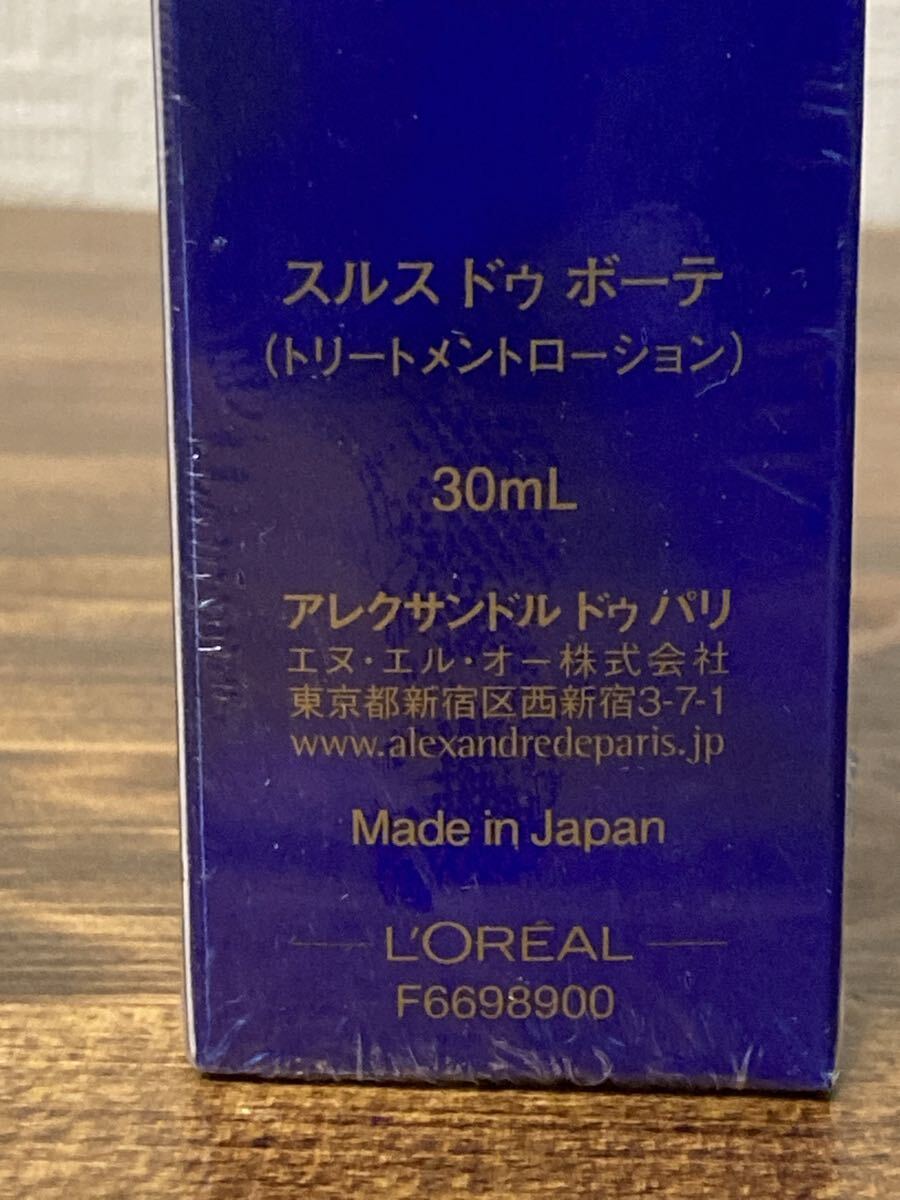 スルス ドゥ ボーテ
(トリートメントローション)
30mL
アレクサンドル ドゥ パリ
エヌ・エル・オー株式会社
東京都新宿区西新宿3-7-1
www.alexandredeparis.jp
Made in Japan
L'ORÉAL
F6698900